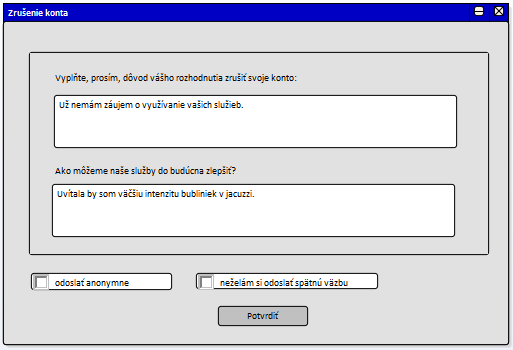 Zrušenie konta
Vyplňte, prosím, dôvod vášho rozhodnutia zrušiť svoje konto:
Už nemám záujem o využívanie vašich služieb.
Ako môžeme naše služby do budúcna zlepšiť?
Uvítala by som väčšiu intenzitu bubliniek v jacuzzi.
odoslať anonymne
neželám si odoslať spätnú väzbu
Potvrdiť